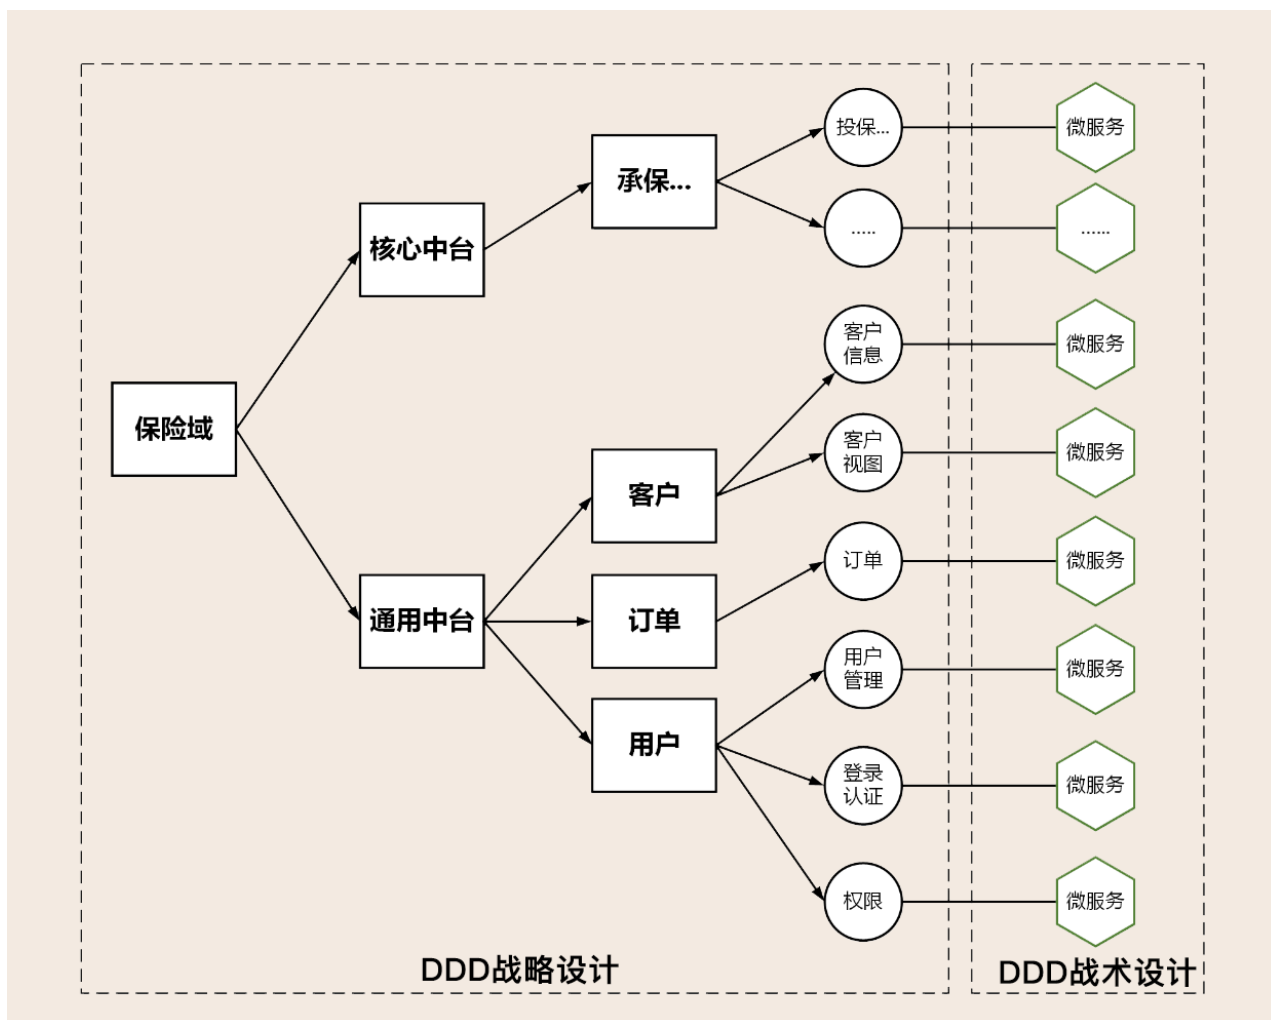 投保...
微服务
承保...
.....
......
核心中台
客户
信息
微服务
保险域
客户
视图
微服务
客户
订单
微服务
通用中台
订单
用户
管理
微服务
用户
登录
认证
微服务
权限
微服务
DDD战略设计
DDD战术设计